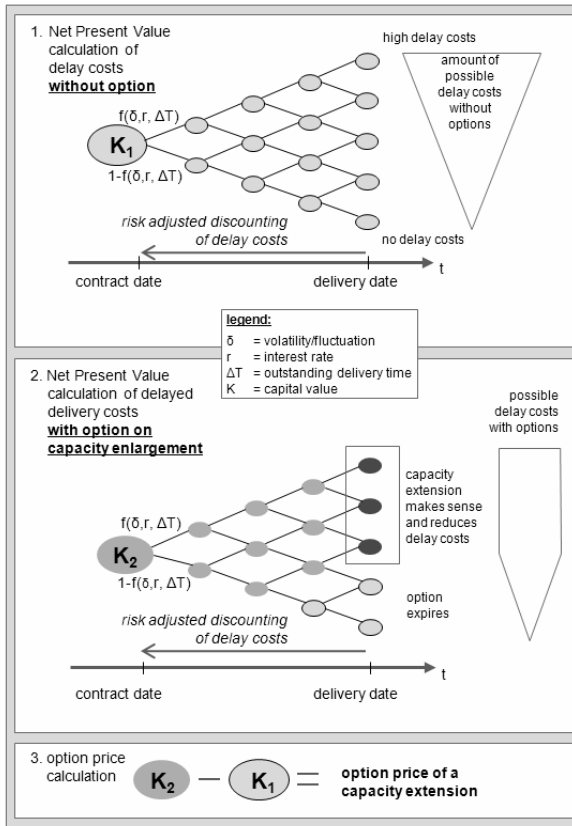 1. Net Present Value
calculation of
delay costs
without option
high delay costs
amount of
possible
delay costs
without
options
f(δ,r, ΔT)
K1
1-f(δ,r, ΔT)
risk adjusted discounting
of delay costs
no delay costs
t
contract date
delivery date
legend:
δ = volatility/fluctuation
r = interest rate
ΔT = outstanding delivery time
K = capital value
2. Net Present Value
calculation of delayed
delivery costs
with option on
capacity enlargement
possible
delay costs
with options
capacity
extension
makes sense
and reduces
delay costs
f(δ,r, ΔT)
K2
1-f(δ,r, ΔT)
option
expires
risk adjusted discounting
of delay costs
t
contract date
delivery date
3. option price
calculation
K2 — K1 = option price of a
capacity extension